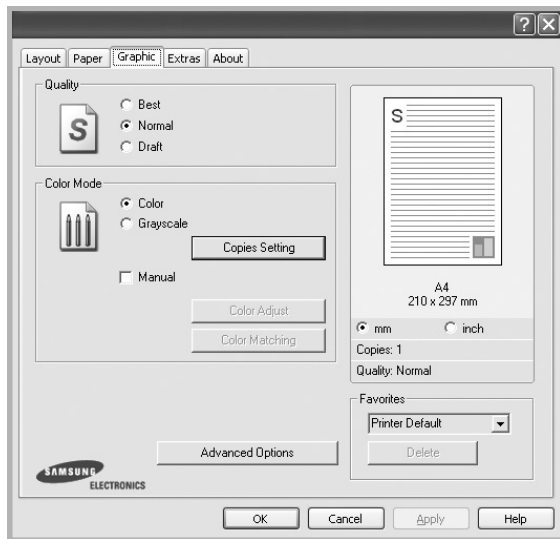 Layout Paper Graphic Extras About
Quality
S
Best
Normal
Draft
Color Mode
Color
Grayscale
Copies Setting
Manual
Color Adjust
Color Matching
S
A4
210 x 297 mm
mm inch
Copies: 1
Quality: Normal
Favorites
Printer Default
Delete
Advanced Options
SAMSUNG
ELECTRONICS
OK Cancel Apply Help